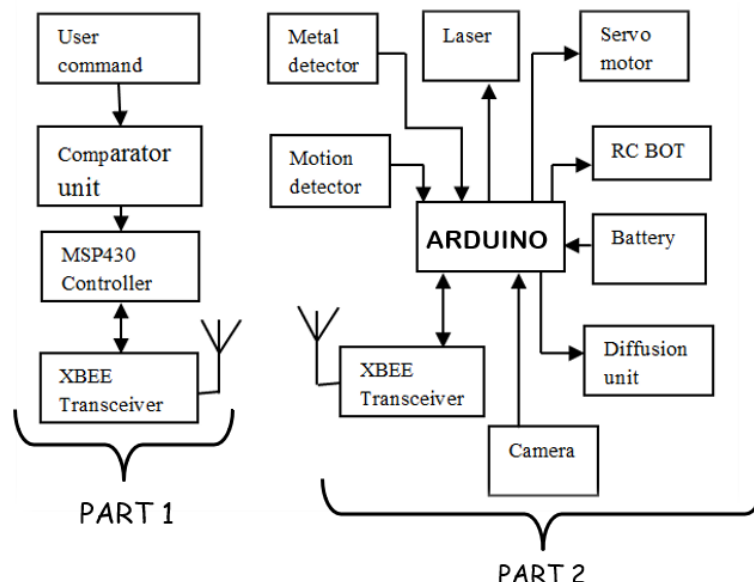 User
command
Comparator
unit
MSP430
Controller
XBEE
Transceiver
PART 1
Metal
detector
Laser
Servo
motor
Motion
detector
RC BOT
ARDUINO
Battery
XBEE
Transceiver
Diffusion
unit
Camera
PART 2